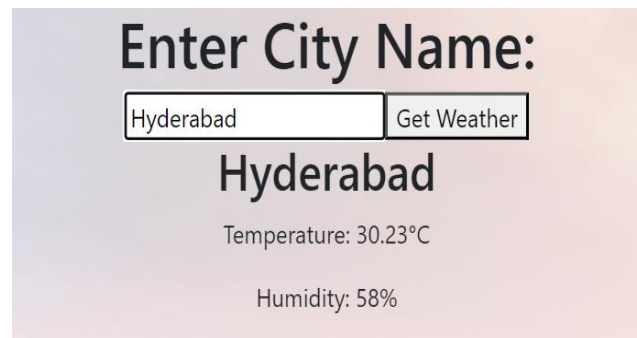 Enter City Name:
Hyderabad Get Weather
Hyderabad
Temperature: 30.23°C
Humidity: 58%